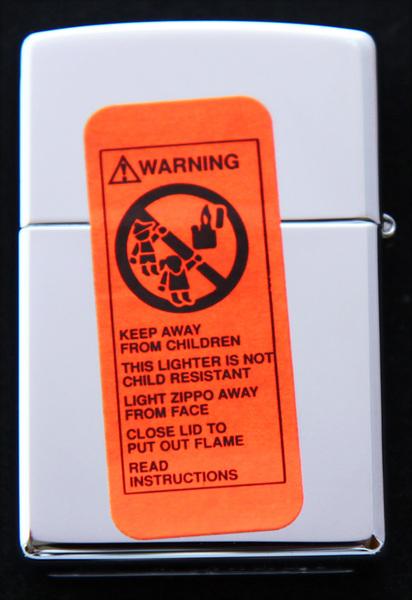 WARNING
KEEP AWAY
FROM CHILDREN
THIS LIGHTER IS NOT
CHILD RESISTANT
LIGHT ZIPPO AWAY
FROM FACE
CLOSE LID TO
PUT OUT FLAME
READ
INSTRUCTIONS